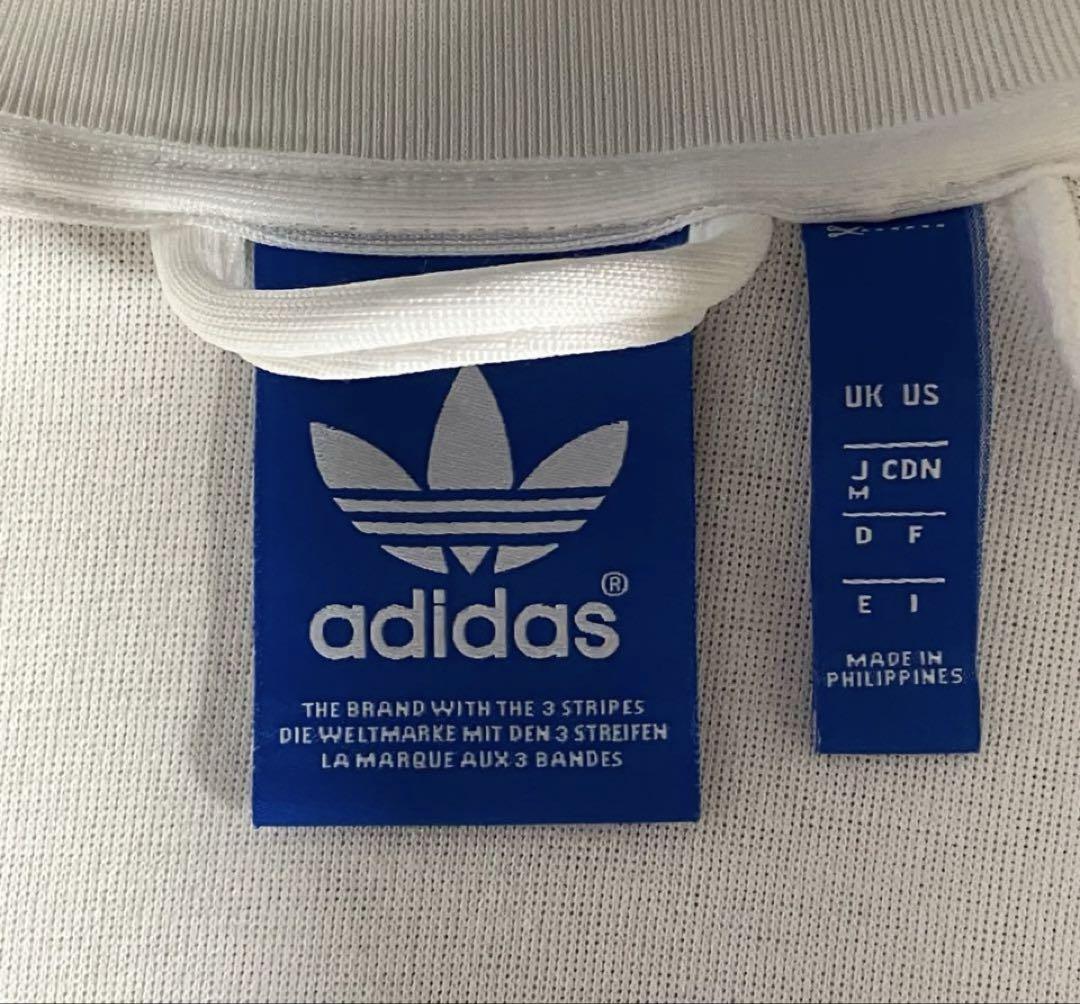 adidas®
THE BRAND WITH THE 3 STRIPES
DIE WELTMARKE MIT DEN 3 STREIFEN
LA MARQUE AUX 3 BANDES
UK US
J CDN
M
D F
E I
MADE IN
PHILIPPINES